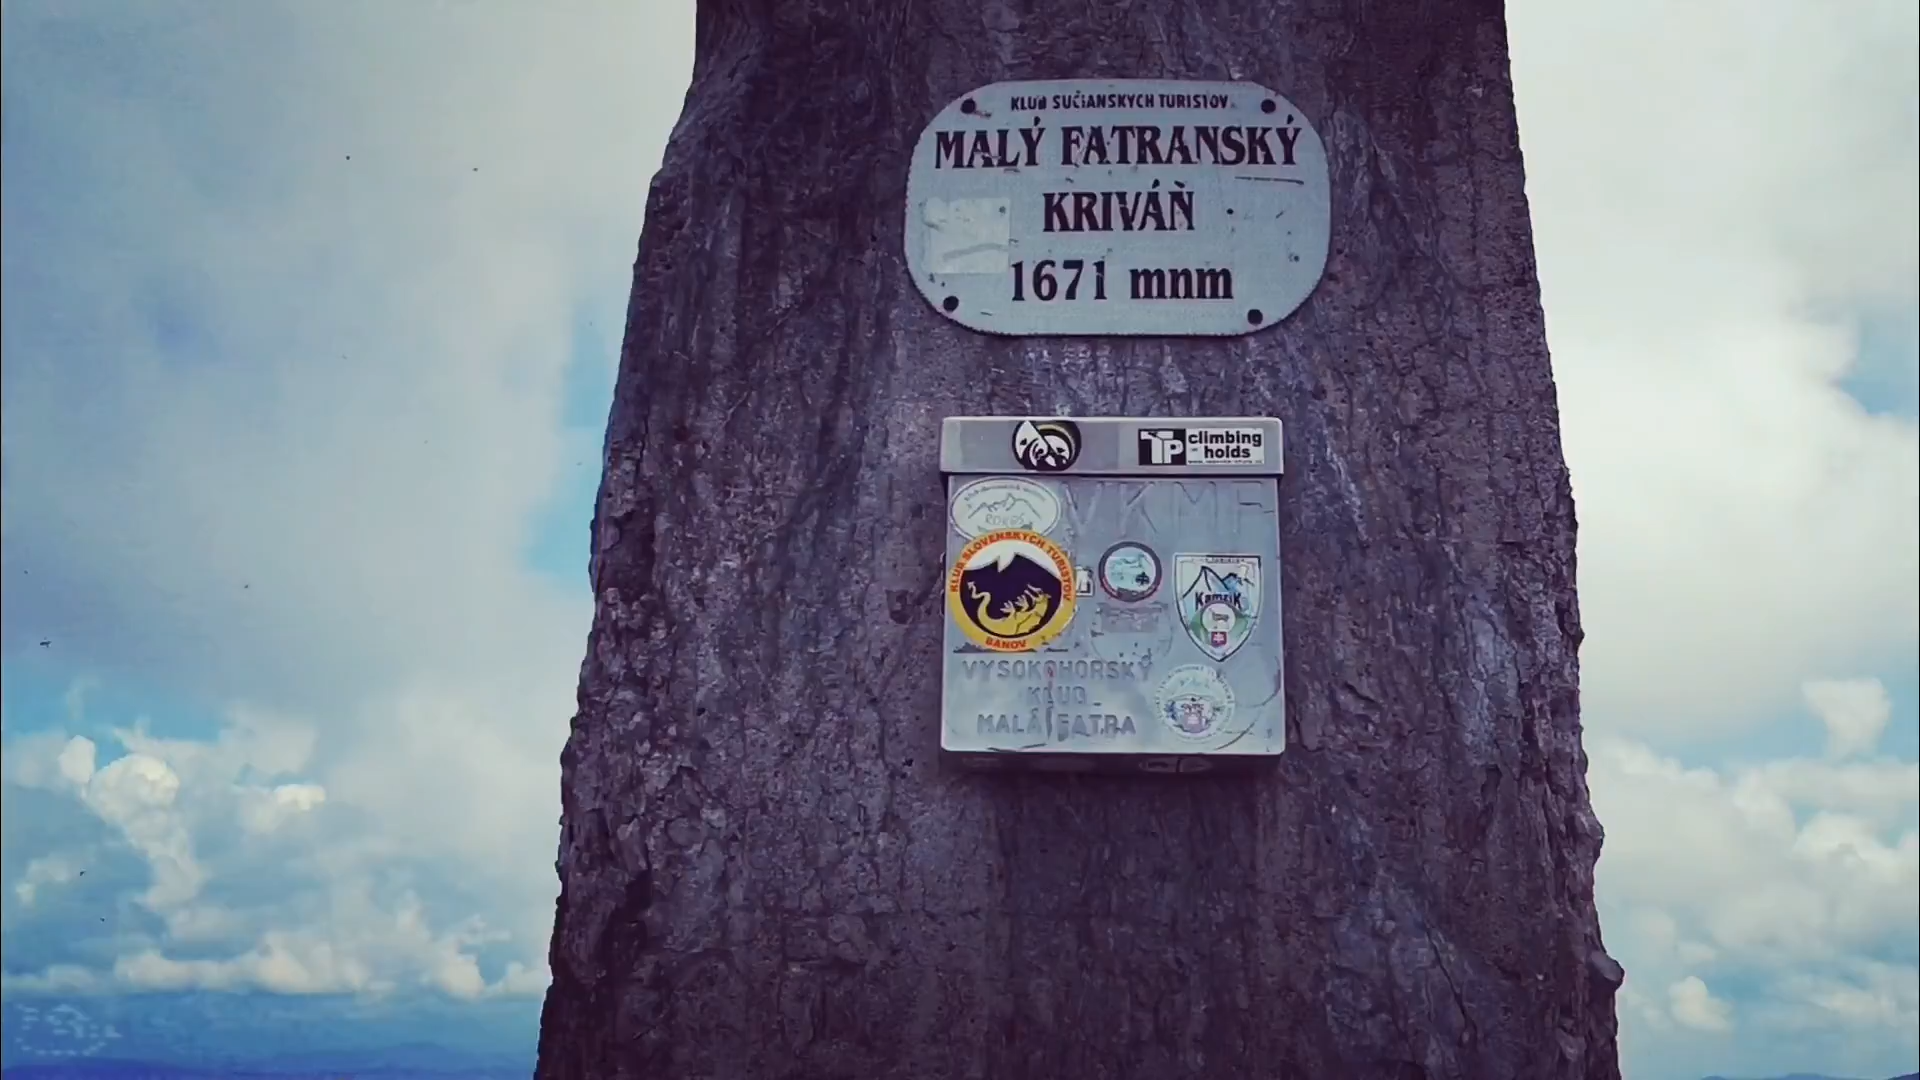 KLUB SUČIANSKYCH TURISTOV
MALÝ FATRANSKÝ
KRIVÁŇ
1671 mnm
TP climbing
holds
VKMF
KLUB SLOVENSKÝCH TURISTOV
BÁNOV
Kamzík
VYSOKOHORSKÝ
KLUB
MALÁ FATRA